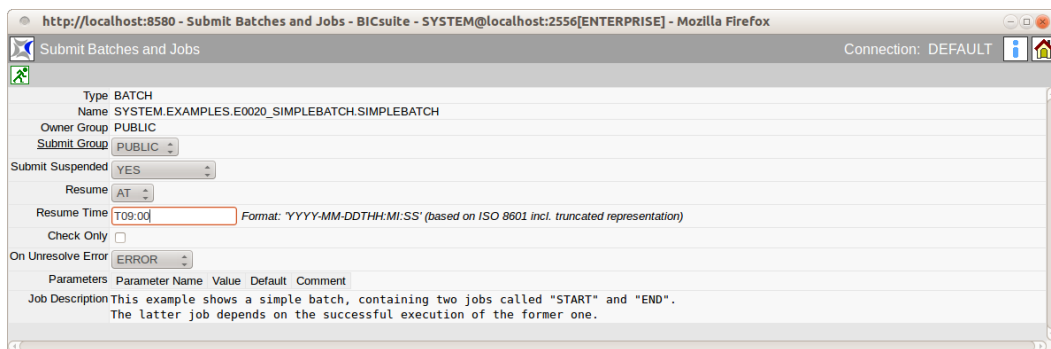 http://localhost:8580 - Submit Batches and Jobs - BICsuite - SYSTEM@localhost:2556[ENTERPRISE] - Mozilla Firefox
Submit Batches and Jobs Connection: DEFAULT
Type BATCH
Name SYSTEM.EXAMPLES.E0020_SIMPLEBATCH.SIMPLEBATCH
Owner Group PUBLIC
Submit Group PUBLIC
Submit Suspended YES
Resume AT
Resume Time T09:00 Format: 'YYYY-MM-DDTHH:MI:SS' (based on ISO 8601 incl. truncated representation)
Check Only
On Unresolve Error ERROR
Parameters Parameter Name Value Default Comment
Job Description This example shows a simple batch, containing two jobs called "START" and "END".
The latter job depends on the successful execution of the former one.